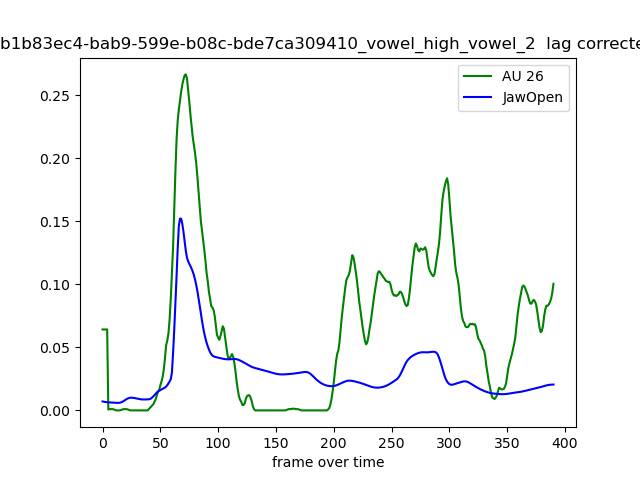 b1b83ec4-bab9-599e-b08c-bde7ca309410_vowel_high_vowel_2 lag correcte
AU 26
JawOpen
0.25
0.20
0.15
0.10
0.05
0.00
0 50 100 150 200 250 300 350 400
frame over time